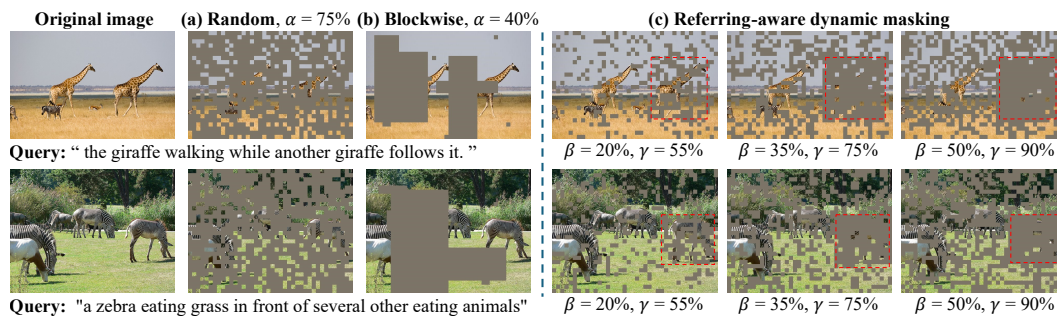 Original image (a) Random, α = 75% (b) Blockwise, α = 40% (c) Referring-aware dynamic masking
Query: “ the giraffe walking while another giraffe follows it. ”
β = 20%, γ = 55% β = 35%, γ = 75% β = 50%, γ = 90%
Query: "a zebra eating grass in front of several other eating animals"
β = 20%, γ = 55% β = 35%, γ = 75% β = 50%, γ = 90%